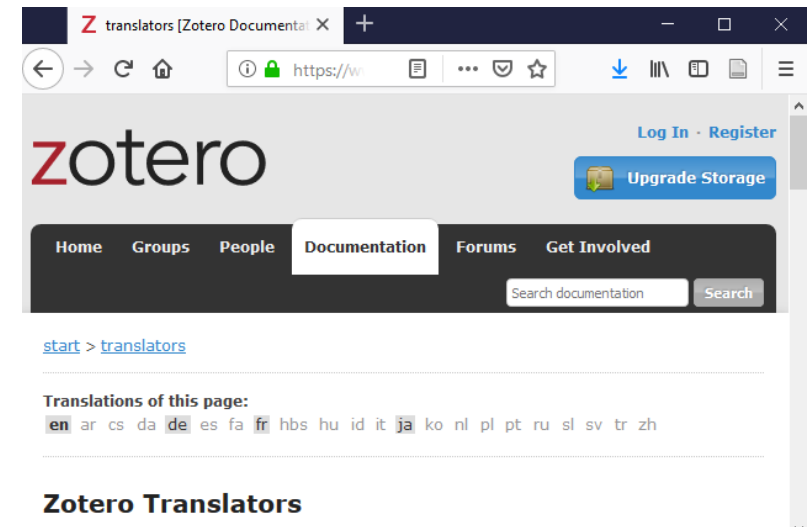 translators [Zotero Documentat
https://w
Log In · Register
zotero
Upgrade Storage
Home Groups People Documentation Forums Get Involved
Search documentation Search
start > translators
Translations of this page:
en ar cs da de es fa fr hbs hu id it ja ko nl pl pt ru sl sv tr zh
Zotero Translators